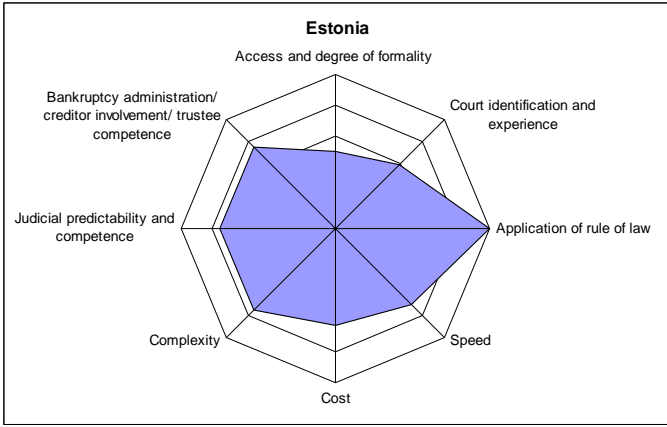 Estonia
Access and degree of formality
Court identification and
experience
Application of rule of law
Speed
Cost
Complexity
Judicial predictability and
competence
Bankruptcy administration/
creditor involvement/ trustee
competence